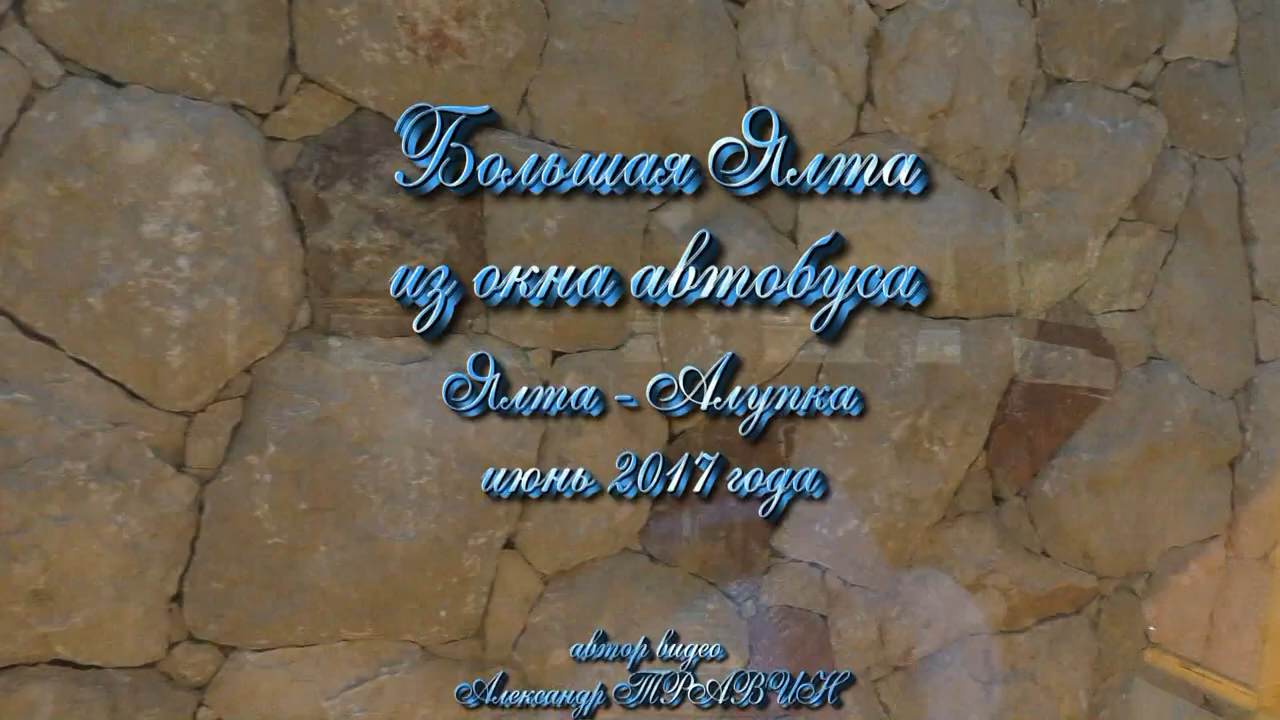 Большая Ялта
из окна автобуса
Ялта - Алупка
июнь 2017 года
автор видео
Александр ТРАВИН